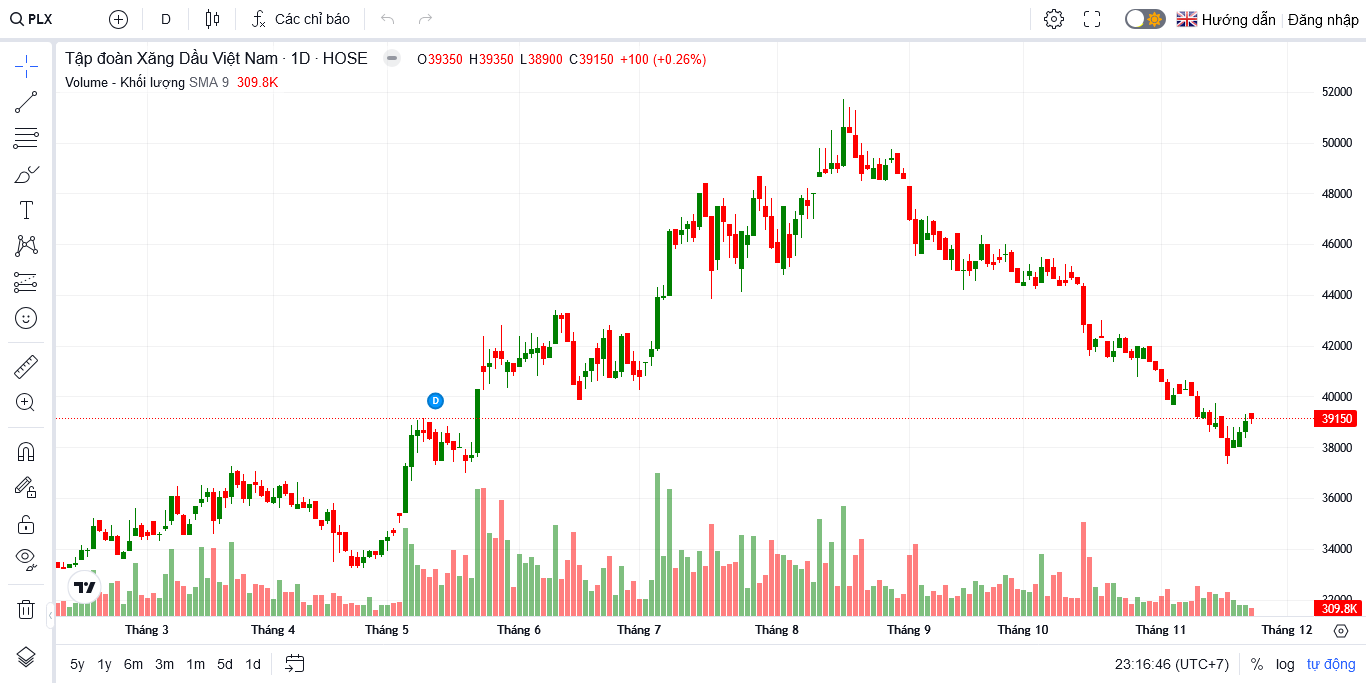 PLX D Các chỉ báo Hướng dẫn Đăng nhập
Tập đoàn Xăng Dầu Việt Nam · 1D · HOSE O39350 H39350 L38900 C39150 +100 (+0.26%)
Volume - Khối lượng SMA 9 309.8K
52000
50000
48000
46000
44000
42000
40000
D
39150
38000
36000
34000
32000
309.8K
Tháng 3 Tháng 4 Tháng 5 Tháng 6 Tháng 7 Tháng 8 Tháng 9 Tháng 10 Tháng 11 Tháng 12
5y 1y 6m 3m 1m 5d 1d 23:16:46 (UTC+7) % log tự động